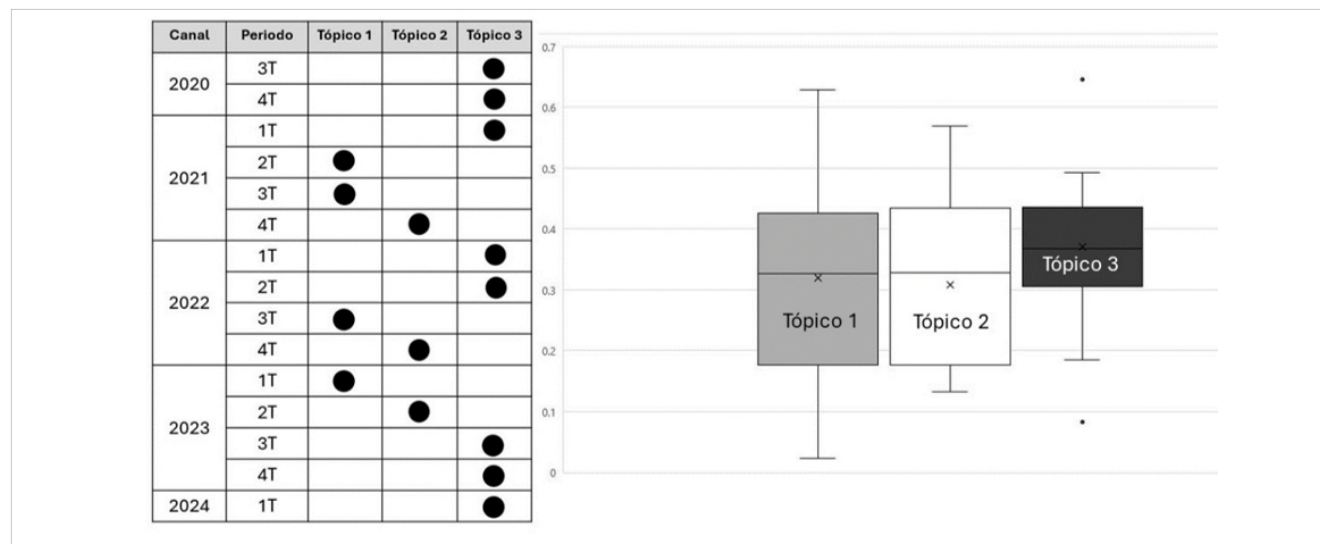 Canal Periodo Tópico 1 Tópico 2 Tópico 3
2020
3T
4T
2021
1T
2T
3T
4T
2022
1T
2T
3T
4T
2023
1T
2T
3T
4T
2024 1T
0.7
0.6
0.5
0.4
0.3
0.2
0.1
0
Tópico 1
Tópico 2
Tópico 3